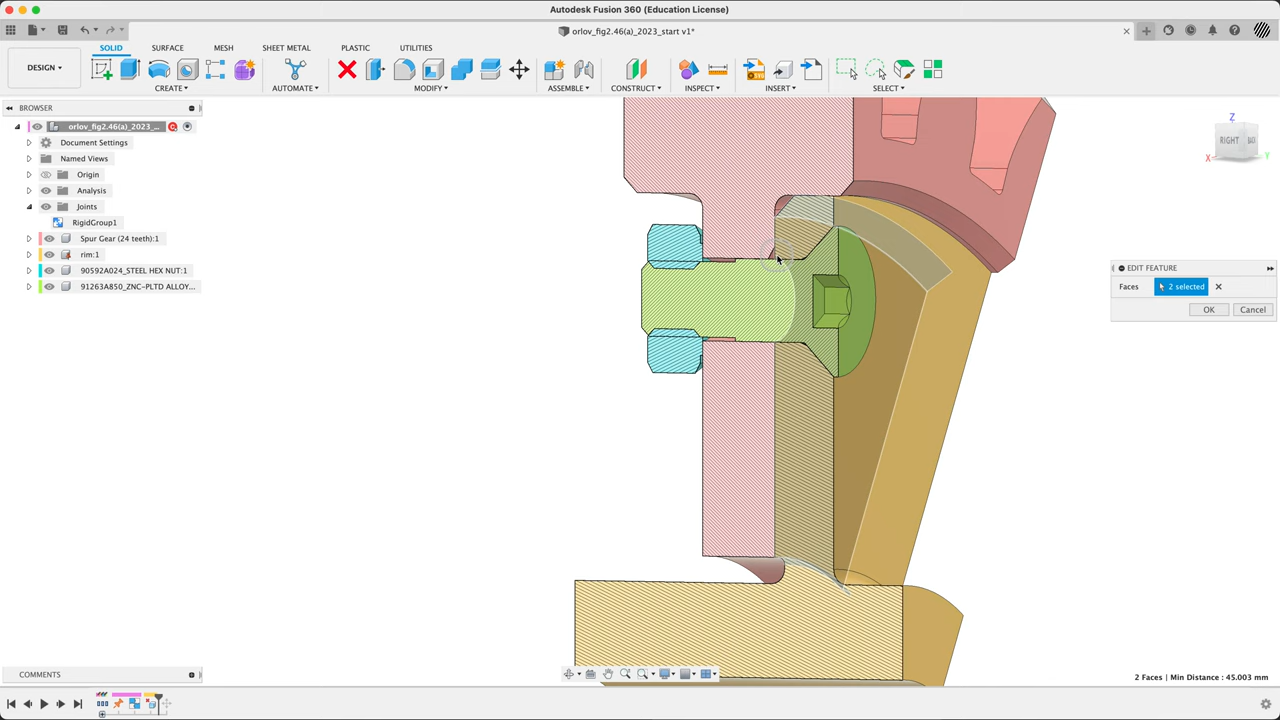 Autodesk Fusion 360 (Education License)
orlov_fig2.46(a)_2023_start v1*
SOLID SURFACE MESH SHEET METAL PLASTIC UTILITIES
DESIGN
CREATE AUTOMATE MODIFY ASSEMBLE CONSTRUCT INSPECT INSERT SELECT
BROWSER
orlov_fig2.46(a)_2023_...
Document Settings
Named Views
Origin
Analysis
Joints
RigidGroup1
Spur Gear (24 teeth):1
rim:1
90592A024_STEEL HEX NUT:1
91263A850_ZNC-PLTD ALLOY...
Z
RIGHT
X
Y
EDIT FEATURE
Faces 2 selected
OK Cancel
COMMENTS
2 Faces | Min Distance : 45.003 mm